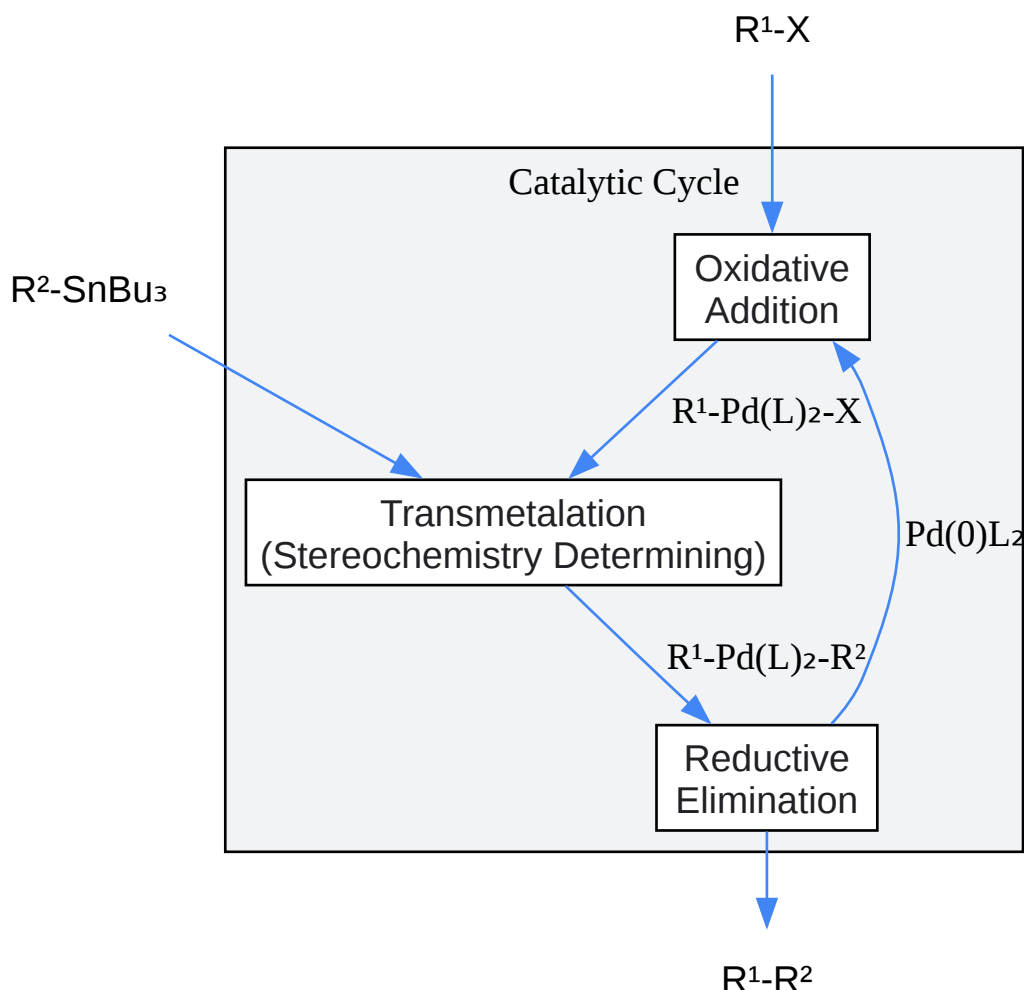 R¹-X
Catalytic Cycle
Oxidative
Addition
R²-SnBu₃
R¹-Pd(L)₂-X
Transmetalation
(Stereochemistry Determining)
Pd(0)L₂
R¹-Pd(L)₂-R²
Reductive
Elimination
R¹-R²